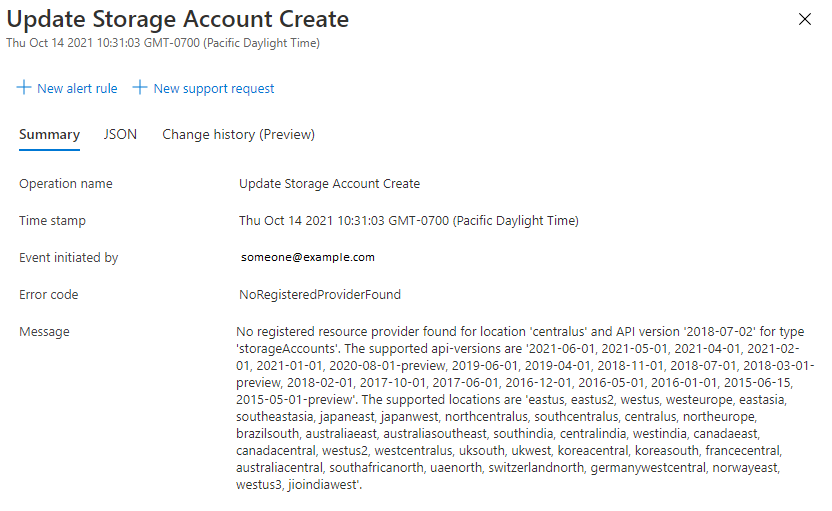 Update Storage Account Create
Thu Oct 14 2021 10:31:03 GMT-0700 (Pacific Daylight Time)
New alert rule New support request
Summary JSON Change history (Preview)
Operation name Update Storage Account Create
Time stamp Thu Oct 14 2021 10:31:03 GMT-0700 (Pacific Daylight Time)
Event initiated by someone@example.com
Error code NoRegisteredProviderFound
Message No registered resource provider found for location 'centralus' and API version '2018-07-02' for type
'storageAccounts'. The supported api-versions are '2021-06-01, 2021-05-01, 2021-04-01, 2021-02-
01, 2021-01-01, 2020-08-01-preview, 2019-06-01, 2019-04-01, 2018-11-01, 2018-07-01, 2018-03-01-
preview, 2018-02-01, 2017-10-01, 2017-06-01, 2016-12-01, 2016-05-01, 2016-01-01, 2015-06-15,
2015-05-01-preview'. The supported locations are 'eastus, eastus2, westus, westeurope, eastasia,
southeastasia, japaneast, japanwest, northcentralus, southcentralus, centralus, northeurope,
brazilsouth, australiaeast, australiasoutheast, southindia, centralindia, westindia, canadaeast,
canadacentral, westus2, westcentralus, uksouth, ukwest, koreacentral, koreasouth, francecentral,
australiacentral, southafricanorth, uaenorth, switzerlandnorth, germanywestcentral, norwayeast,
westus3, jioindiawest'.